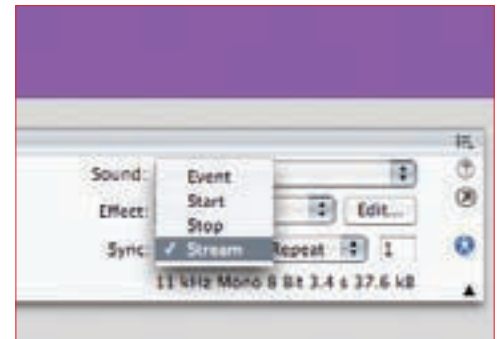 Sound:
Event
Effect:
Start
Edit...
Stop
Sync:
✓ Stream
Repeat
1
11 kHz Mono 8 Bit 3.4 s 37.6 kB